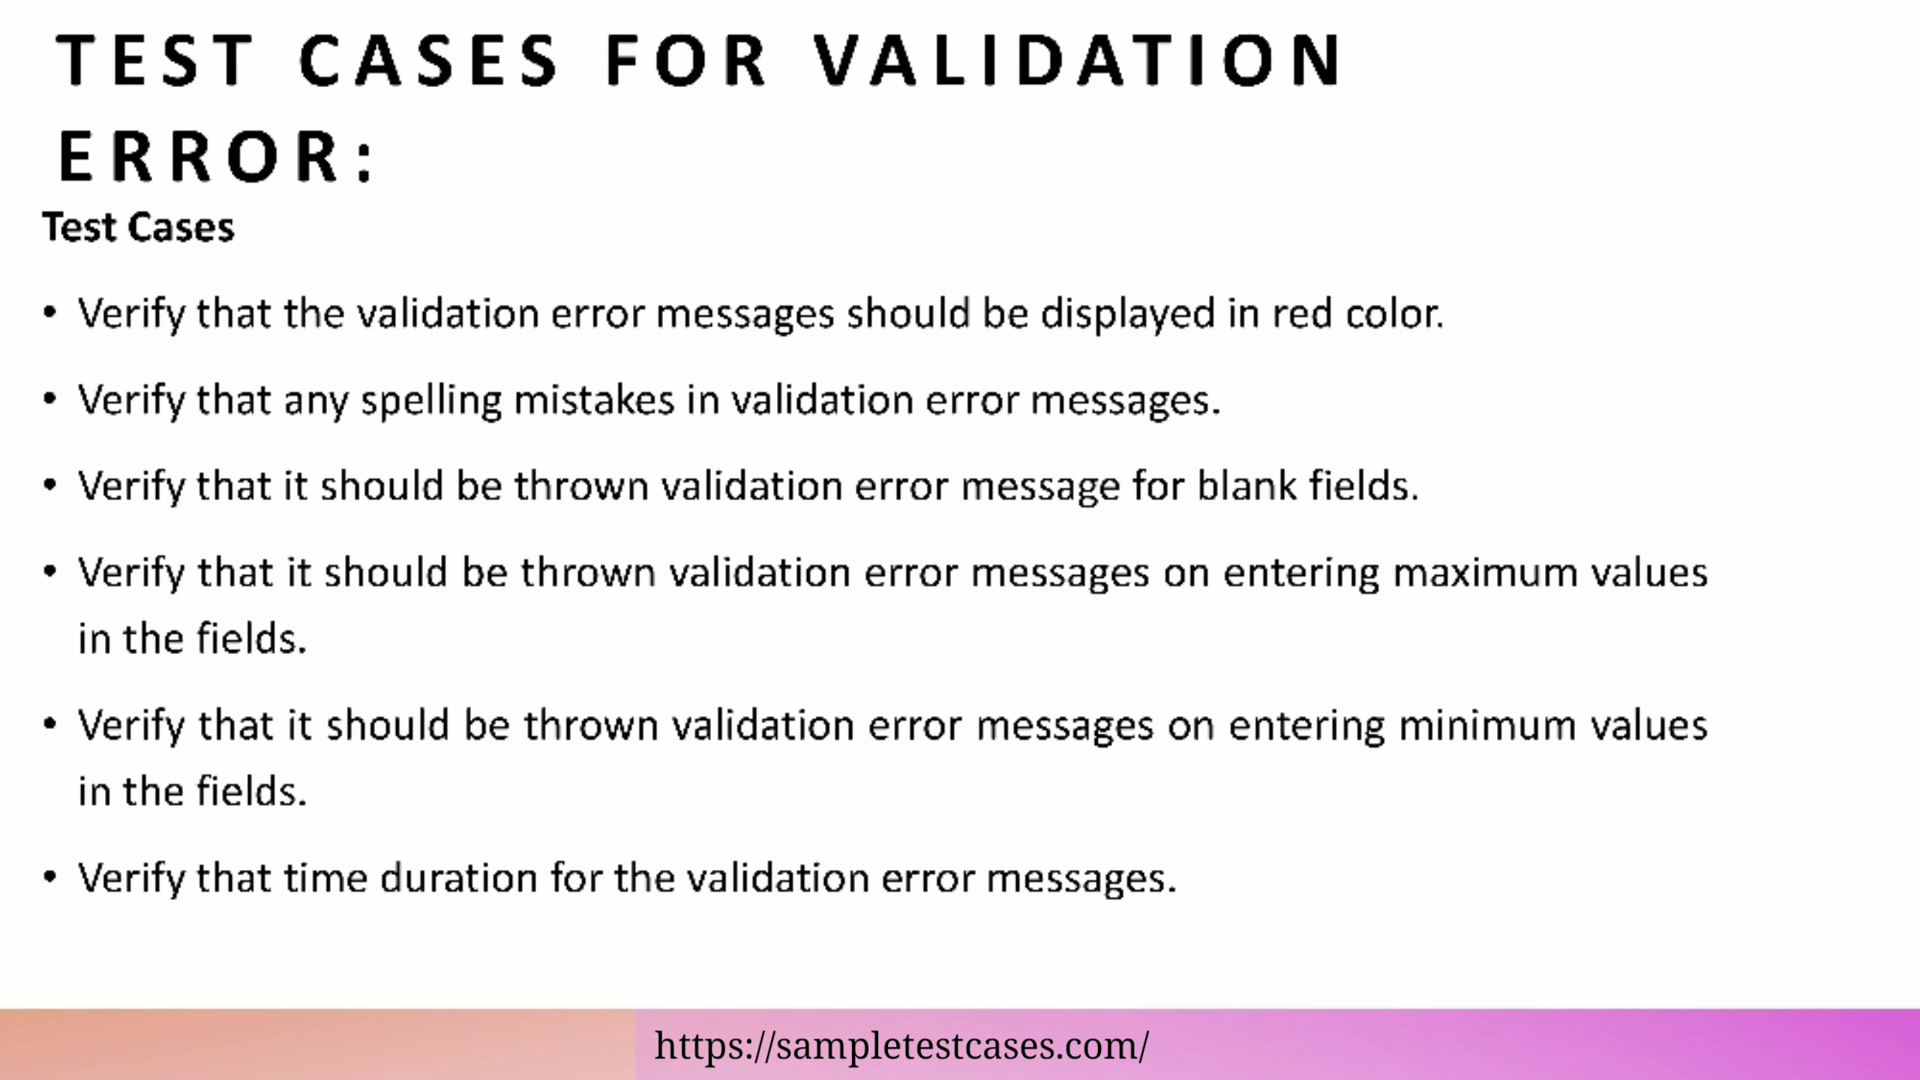 TEST CASES FOR VALIDATION
ERROR:
Test Cases
• Verify that the validation error messages should be displayed in red color.
• Verify that any spelling mistakes in validation error messages.
• Verify that it should be thrown validation error message for blank fields.
• Verify that it should be thrown validation error messages on entering maximum values
in the fields.
• Verify that it should be thrown validation error messages on entering minimum values
in the fields.
• Verify that time duration for the validation error messages.
https://sampletestcases.com/